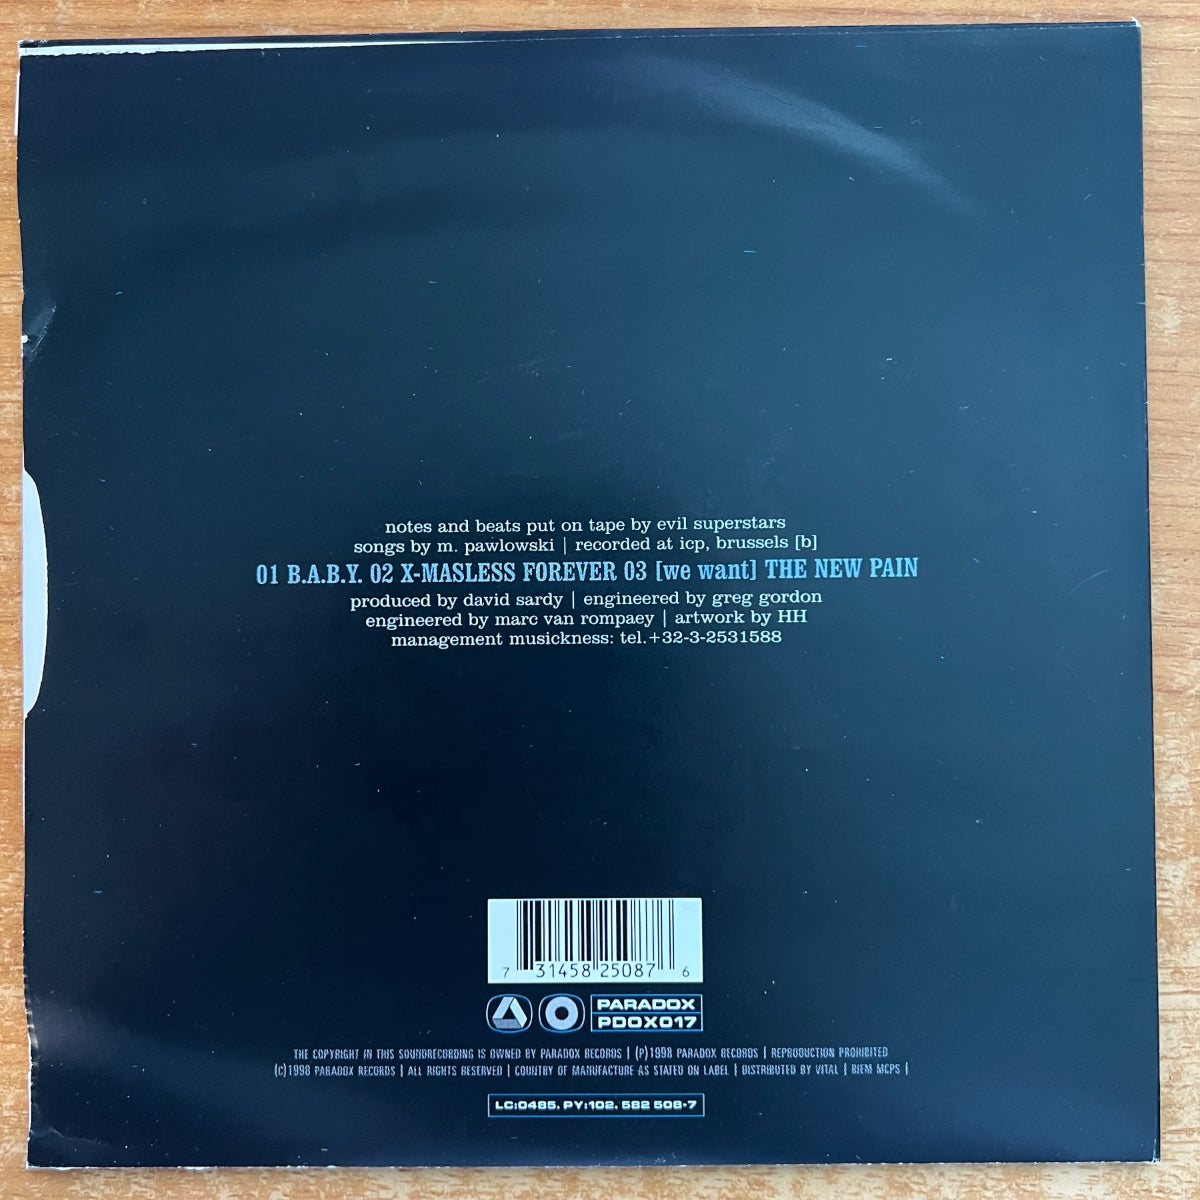 notes and beats put on tape by evil superstars
songs by m. pawlowski | recorded at icp, brussels [b]
01 B.A.B.Y. 02 X-MASLESS FOREVER 03 [we want] THE NEW PAIN
produced by david sardy | engineered by greg gordon
engineered by marc van rompaey | artwork by HH
management musickness: tel.+32-3-2531588
7 31458 25087 6
PARADOX
PDOX017
THE COPYRIGHT IN THIS SOUNDRECORDING IS OWNED BY PARADOX RECORDS | (P)1998 PARADOX RECORDS | REPRODUCTION PROHIBITED
(C)1998 PARADOX RECORDS | ALL RIGHTS RESERVED | COUNTRY OF MANUFACTURE AS STATED ON LABEL | DISTRIBUTED BY VITAL | BIEM MCPS |
LC:0485. PY:102. 582 508-7